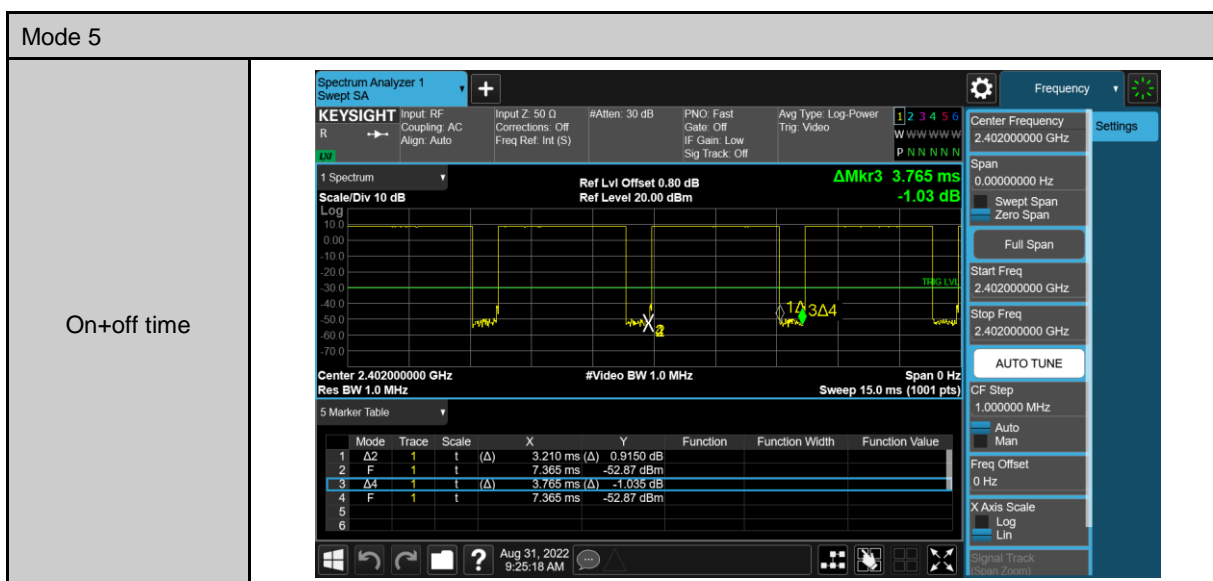 Mode 5
On+off time
Spectrum Analyzer 1
Swept SA
Frequency
KEYSIGHT
R
LXI
Input: RF
Coupling: AC
Align: Auto
Input Z: 50 Ω
Corrections: Off
Freq Ref: Int (S)
#Atten: 30 dB
PNO: Fast
Gate: Off
IF Gain: Low
Sig Track: Off
Avg Type: Log-Power
Trig: Video
1 2 3 4 5 6
W W W W W W
P N N N N N
1 Spectrum
Scale/Div 10 dB
Ref Lvl Offset 0.80 dB
Ref Level 20.00 dBm
ΔMkr3 3.765 ms
-1.03 dB
Log
10.0
0.00
-10.0
-20.0
-30.0
-40.0
-50.0
-60.0
-70.0
TRIG LVL
1Δ 3Δ4
Center 2.402000000 GHz
#Video BW 1.0 MHz
Span 0 Hz
Res BW 1.0 MHz
Sweep 15.0 ms (1001 pts)
5 Marker Table
Mode Trace Scale X Y Function Function Width Function Value
1 Δ2 1 t (Δ) 3.210 ms (Δ) 0.9150 dB
2 F 1 t 7.365 ms -52.87 dBm
3 Δ4 1 t (Δ) 3.765 ms (Δ) -1.035 dB
4 F 1 t 7.365 ms -52.87 dBm
5
6
Aug 31, 2022
9:25:18 AM
Center Frequency
2.402000000 GHz
Settings
Span
0.00000000 Hz
Swept Span
Zero Span
Full Span
Start Freq
2.402000000 GHz
Stop Freq
2.402000000 GHz
AUTO TUNE
CF Step
1.000000 MHz
Auto
Man
Freq Offset
0 Hz
X Axis Scale
Log
Lin
Signal Track
(Span Zoom)